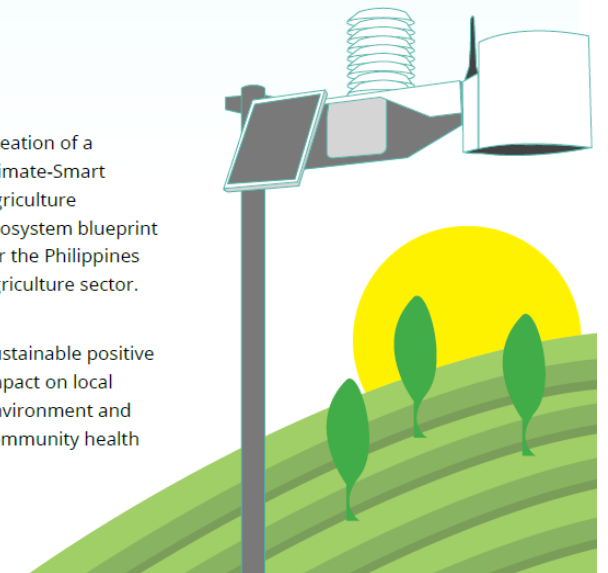 eation of a
imate-Smart
griculture
osystem blueprint
r the Philippines
griculture sector.
ustainable positive
pact on local
vironment and
mmunity health